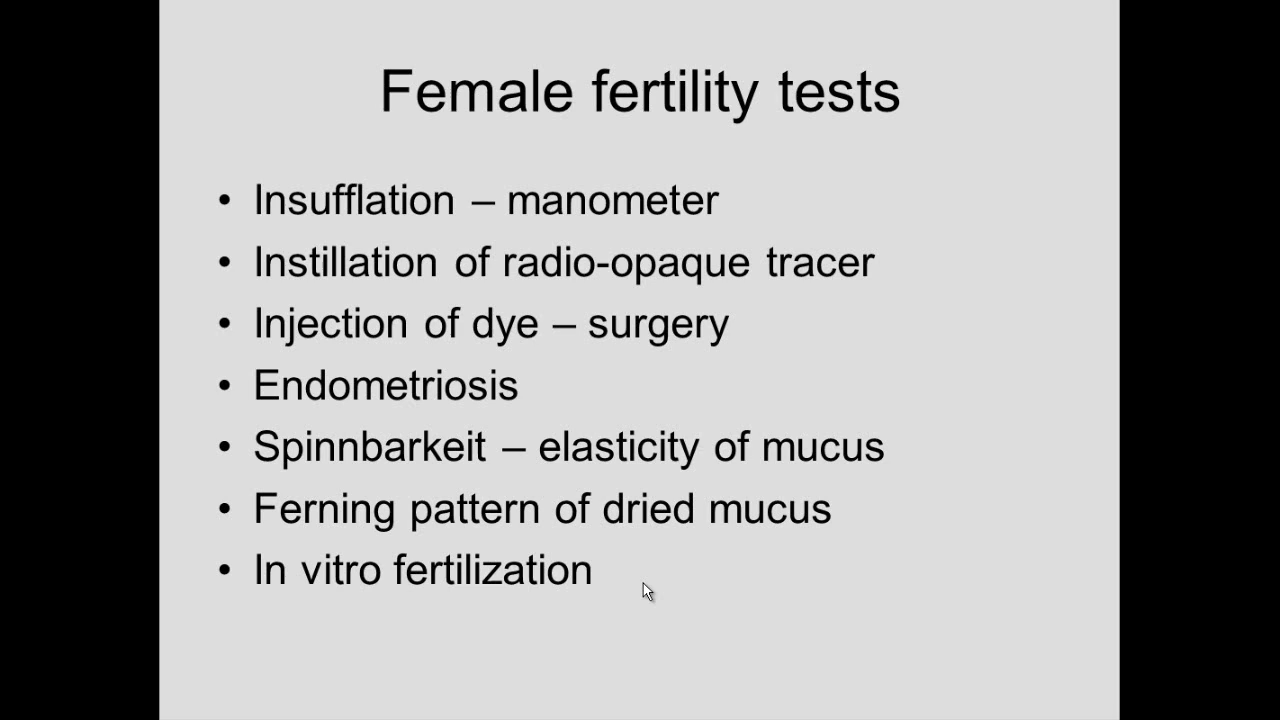 Female fertility tests
• Insufflation – manometer
• Instillation of radio-opaque tracer
• Injection of dye – surgery
• Endometriosis
• Spinnbarkeit – elasticity of mucus
• Ferning pattern of dried mucus
• In vitro fertilization